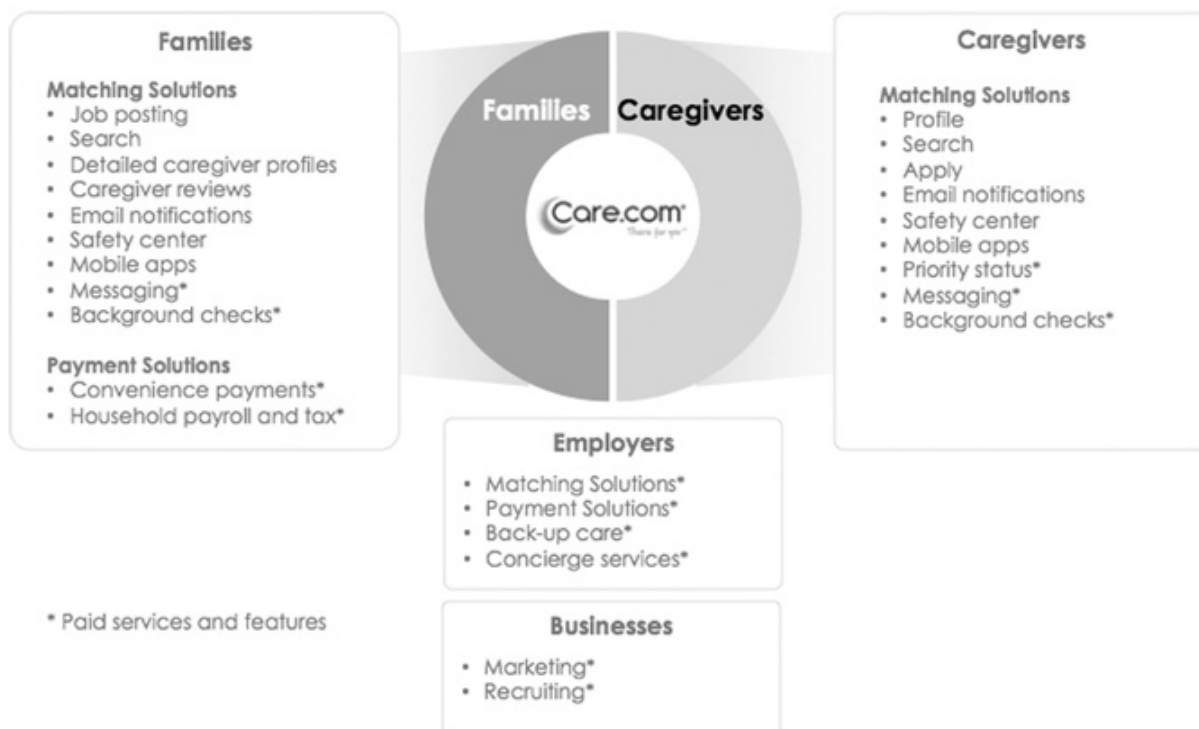 Families
Matching Solutions
• Job posting
• Search
• Detailed caregiver profiles
• Caregiver reviews
• Email notifications
• Safety center
• Mobile apps
• Messaging*
• Background checks*
Payment Solutions
• Convenience payments*
• Household payroll and tax*
Families
Caregivers
Care.com®
There for you™
Caregivers
Matching Solutions
• Profile
• Search
• Apply
• Email notifications
• Safety center
• Mobile apps
• Priority status*
• Messaging*
• Background checks*
Employers
• Matching Solutions*
• Payment Solutions*
• Back-up care*
• Concierge services*
* Paid services and features
Businesses
• Marketing*
• Recruiting*